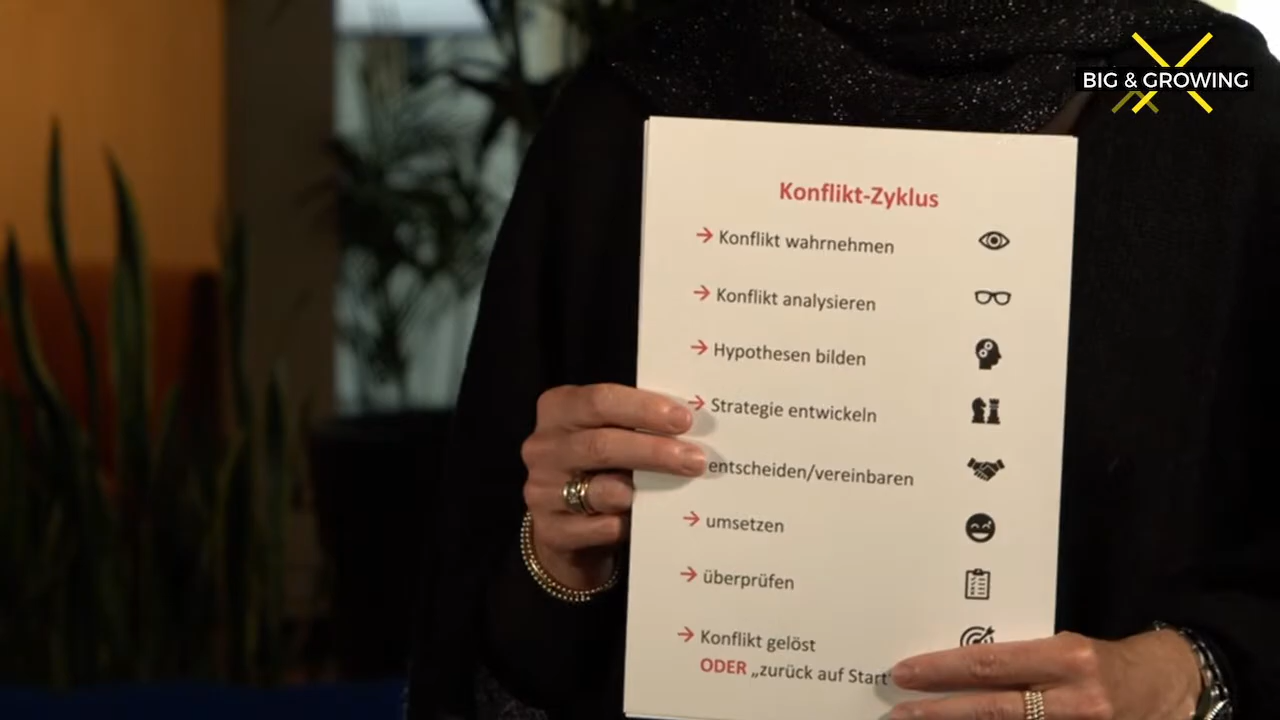 BIG & GROWING
Konflikt-Zyklus
→ Konflikt wahrnehmen
→ Konflikt analysieren
→ Hypothesen bilden
→ Strategie entwickeln
entscheiden/vereinbaren
→ umsetzen
→ überprüfen
→ Konflikt gelöst
ODER „zurück auf Start“